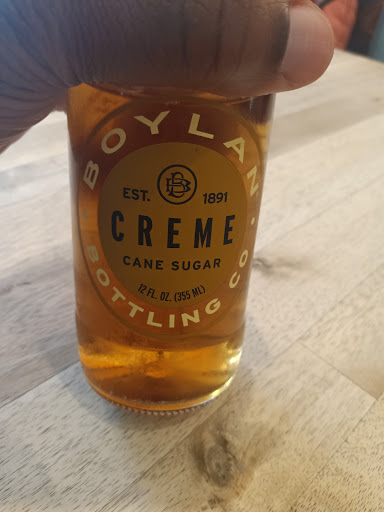 BOYLAN
EST. B 1891
CREME
CANE SUGAR
12 FL. OZ. (355 ML)
BOTTLING CO.